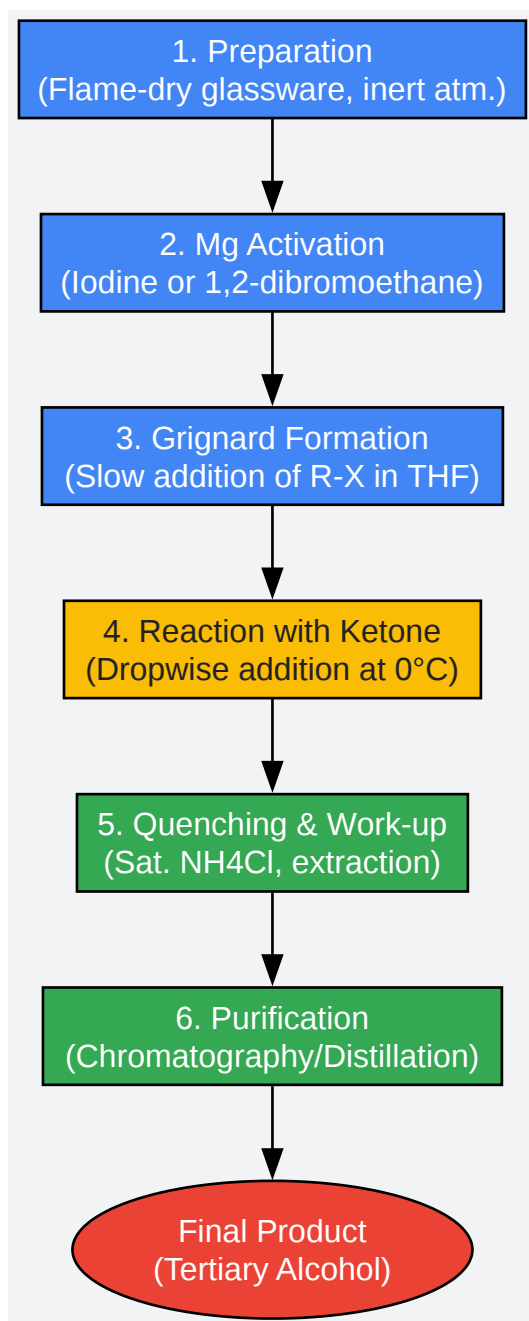 1. Preparation
(Flame-dry glassware, inert atm.)
2. Mg Activation
(Iodine or 1,2-dibromoethane)
3. Grignard Formation
(Slow addition of R-X in THF)
4. Reaction with Ketone
(Dropwise addition at 0°C)
5. Quenching & Work-up
(Sat. NH4Cl, extraction)
6. Purification
(Chromatography/Distillation)
Final Product
(Tertiary Alcohol)